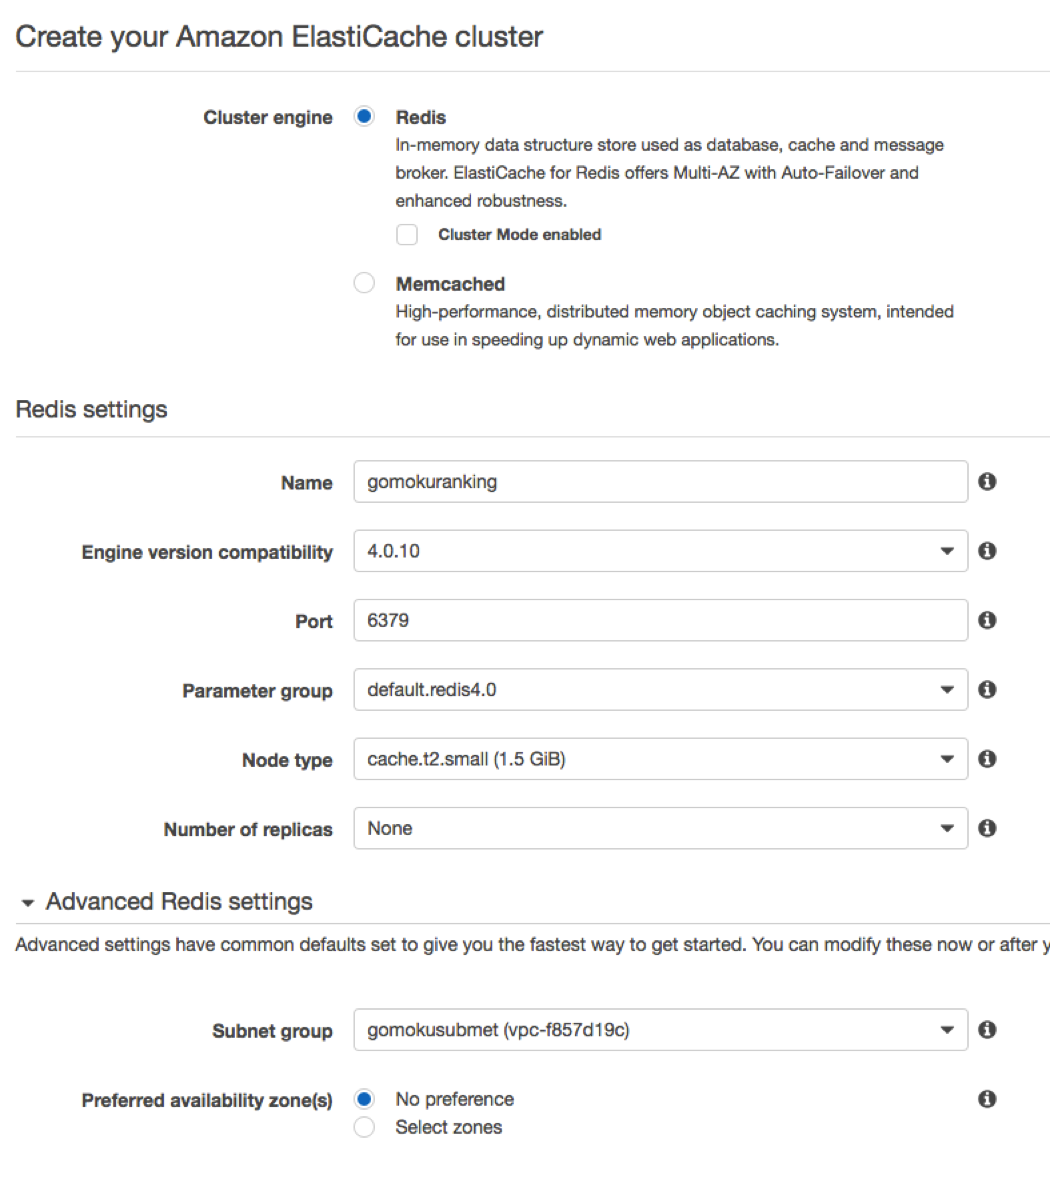 Create your Amazon ElastiCache cluster
Cluster engine
Redis
In-memory data structure store used as database, cache and message
broker. ElastiCache for Redis offers Multi-AZ with Auto-Failover and
enhanced robustness.
Cluster Mode enabled
Memcached
High-performance, distributed memory object caching system, intended
for use in speeding up dynamic web applications.
Redis settings
Name gomokuranking
Engine version compatibility 4.0.10
Port 6379
Parameter group default.redis4.0
Node type cache.t2.small (1.5 GiB)
Number of replicas None
Advanced Redis settings
Advanced settings have common defaults set to give you the fastest way to get started. You can modify these now or after y
Subnet group gomokusubmet (vpc-f857d19c)
Preferred availability zone(s) No preference
Select zones